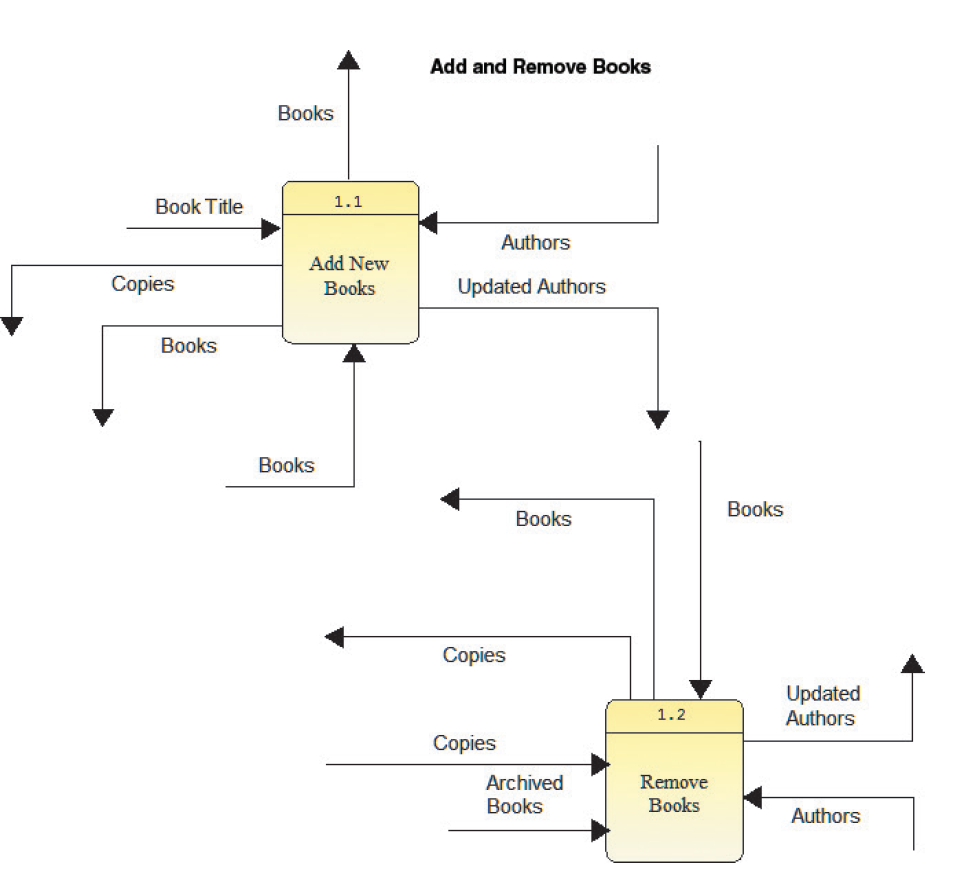 Add and Remove Books
Books
1.1
Book Title
Add New
Books
Authors
Copies
Updated Authors
Books
Books
Books
Books
Copies
1.2
Updated
Authors
Copies
Archived
Books
Remove
Books
Authors